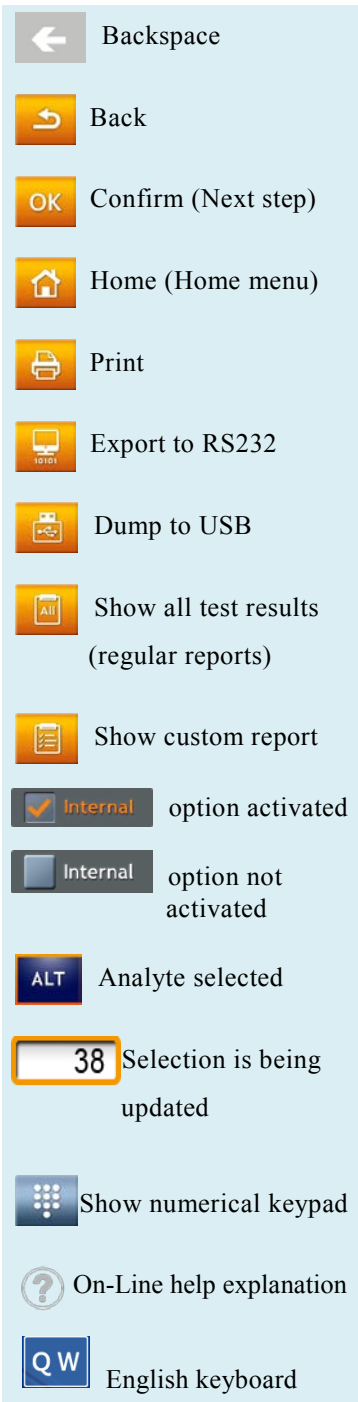 Backspace
Back
OK Confirm (Next step)
Home (Home menu)
Print
10101 Export to RS232
Dump to USB
All Show all test results
(regular reports)
Show custom report
Internal option activated
Internal option not
activated
ALT Analyte selected
38 Selection is being
updated
Show numerical keypad
? On-Line help explanation
Q W English keyboard